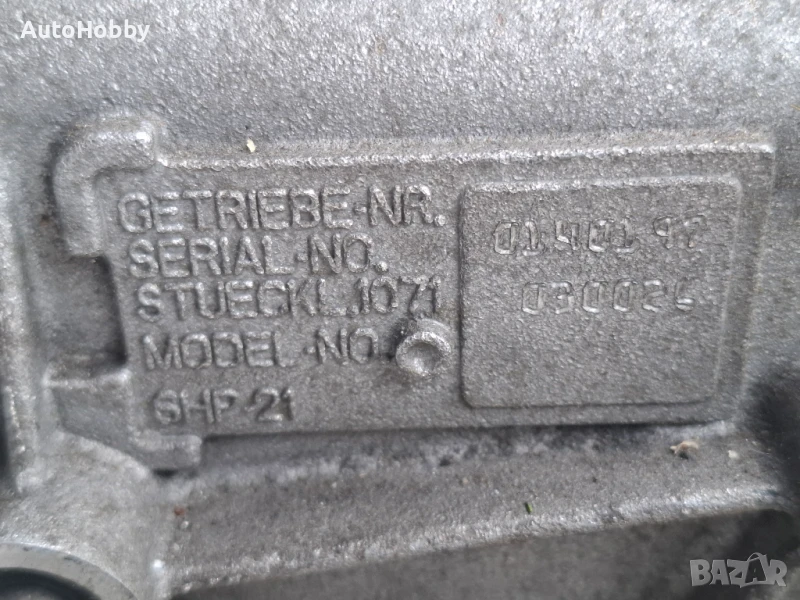 AutoHobby
GETRIEBE-NR.
SERIAL-NO.
STUECKL.1071
MODEL-NO.
6HP-21
030026
BAZAR